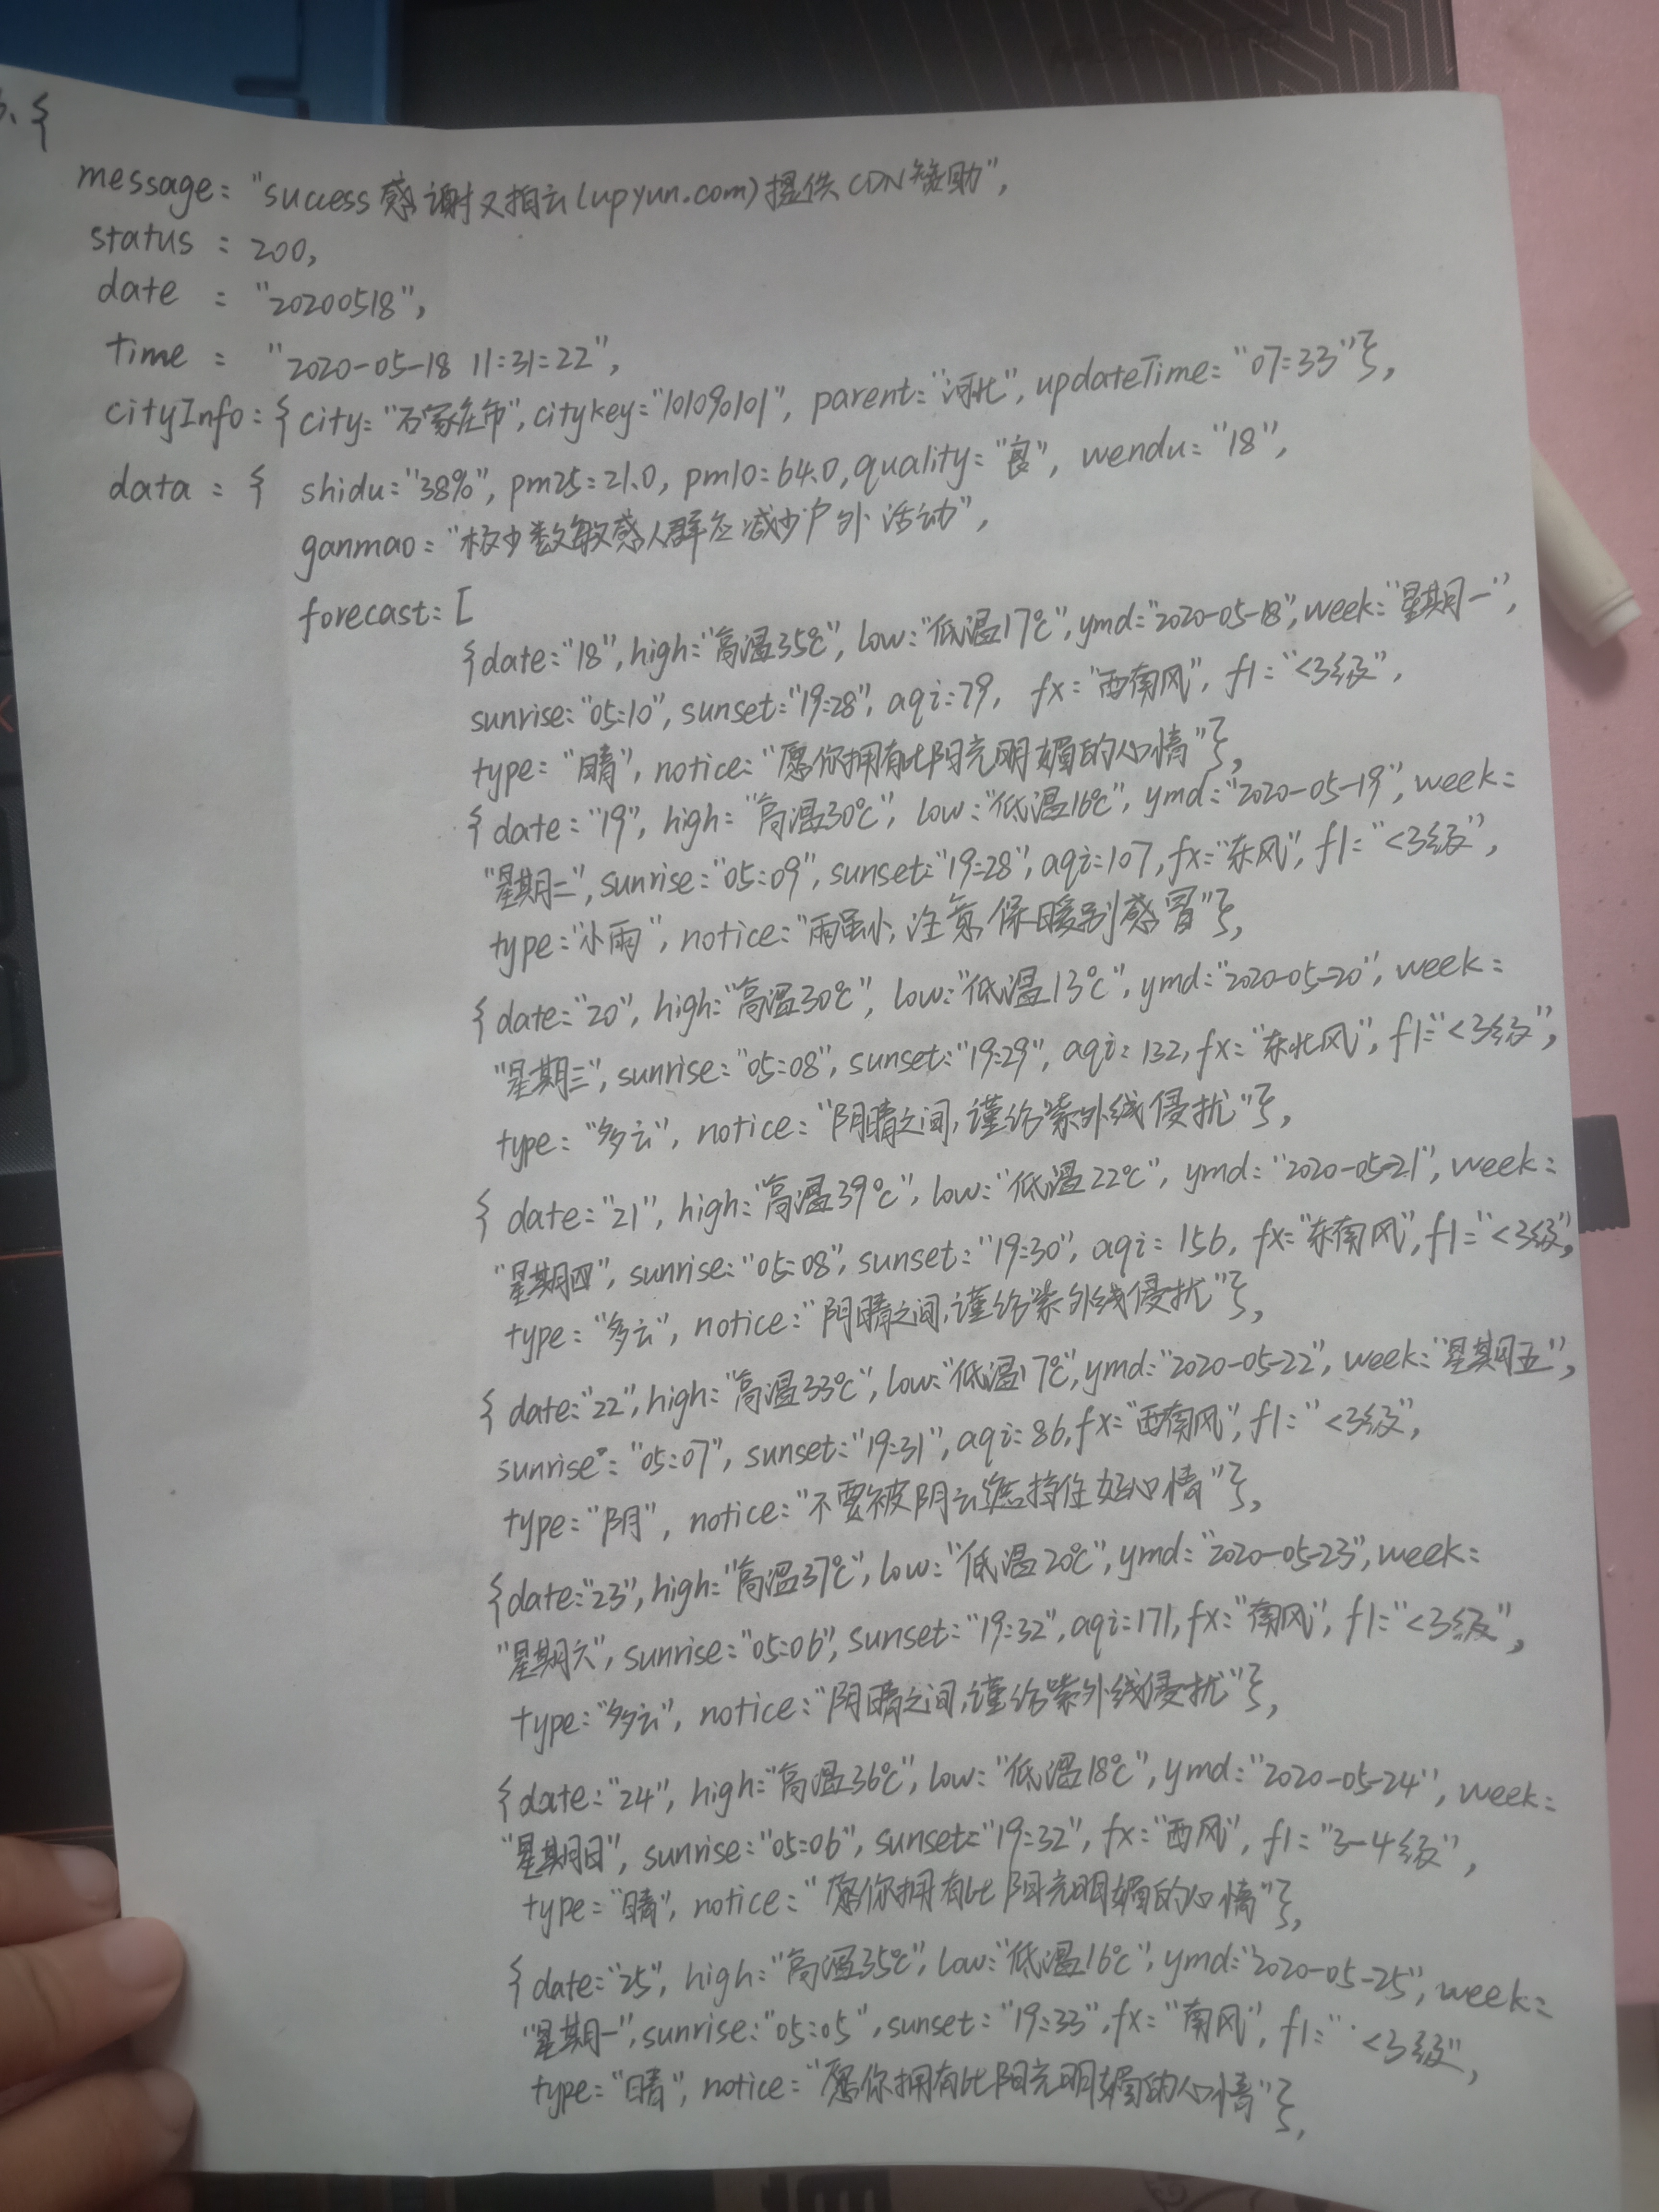 3、{
message: "success感谢又拍云(upyun.com)提供CDN赞助",
status : 200,
date : "20200518",
time : "2020-05-18 11:31:22",
cityInfo: { city: "石家庄市", citykey: "101090101", parent: "河北", updateTime: "07:33"},
data : { shidu: "38%", pm25: 21.0, pm10: 64.0, quality: "良", wendu: "18",
ganmao: "极少数敏感人群应减少户外活动",
forecast: [
{date: "18", high: "高温35℃", low: "低温17℃", ymd: "2020-05-18", week: "星期一",
sunrise: "05:10", sunset: "19:28", aqi: 79, fx: "西南风", fl: "<3级",
type: "晴", notice: "愿你拥有比阳光明媚的心情"},
{date: "19", high: "高温30℃", low: "低温16℃", ymd: "2020-05-19", week:
"星期二", sunrise: "05:09", sunset: "19:28", aqi: 107, fx: "东风", fl: "<3级",
type: "小雨", notice: "雨虽小,注意保暖别感冒"},
{date: "20", high: "高温30℃", low: "低温13℃", ymd: "2020-05-20", week:
"星期三", sunrise: "05:08", sunset: "19:29", aqi: 132, fx: "东北风", fl: "<3级",
type: "多云", notice: "阴晴之间,谨防紫外线侵扰"},
{date: "21", high: "高温39℃", low: "低温22℃", ymd: "2020-05-21", week:
"星期四", sunrise: "05:08", sunset: "19:30", aqi: 156, fx: "东南风", fl: "<3级",
type: "多云", notice: "阴晴之间,谨防紫外线侵扰"},
{date: "22", high: "高温33℃", low: "低温17℃", ymd: "2020-05-22", week: "星期五",
sunrise: "05:07", sunset: "19:31", aqi: 86, fx: "西南风", fl: "<3级",
type: "阴", notice: "不要被阴云遮挡住好心情"},
{date: "23", high: "高温37℃", low: "低温20℃", ymd: "2020-05-23", week:
"星期六", sunrise: "05:06", sunset: "19:32", aqi: 171, fx: "南风", fl: "<3级",
type: "多云", notice: "阴晴之间,谨防紫外线侵扰"},
{date: "24", high: "高温36℃", low: "低温18℃", ymd: "2020-05-24", week:
"星期日", sunrise: "05:06", sunset: "19:32", fx: "西风", fl: "3-4级",
type: "晴", notice: "愿你拥有比阳光明媚的心情"},
{date: "25", high: "高温35℃", low: "低温16℃", ymd: "2020-05-25", week:
"星期一", sunrise: "05:05", sunset: "19:33", fx: "南风", fl: "<3级",
type: "晴", notice: "愿你拥有比阳光明媚的心情"},